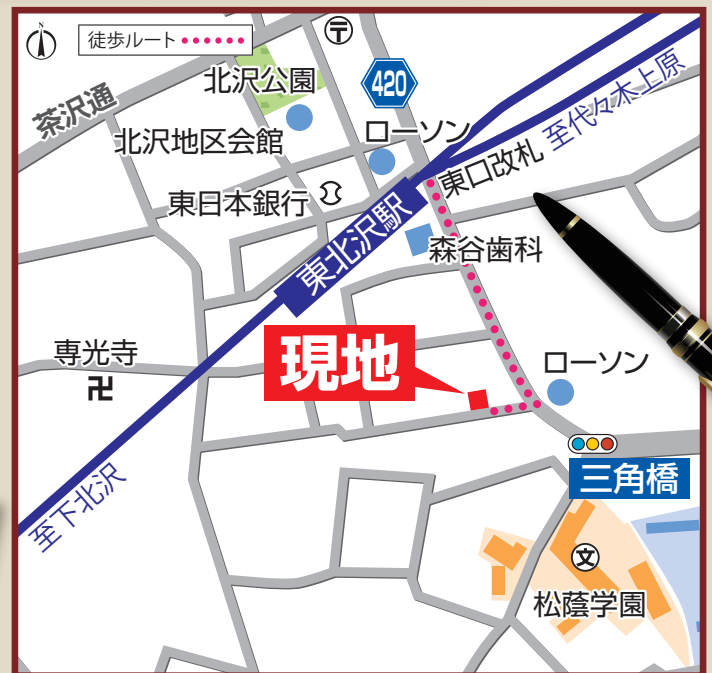 N
徒歩ルート
〒
北沢公園
420
茶沢通
ローソン
北沢地区会館
至代々木上原
東口改札
東日本銀行
森谷歯科
東北沢駅
専光寺
卍
現地
ローソン
三角橋
至下北沢
文
松蔭学園